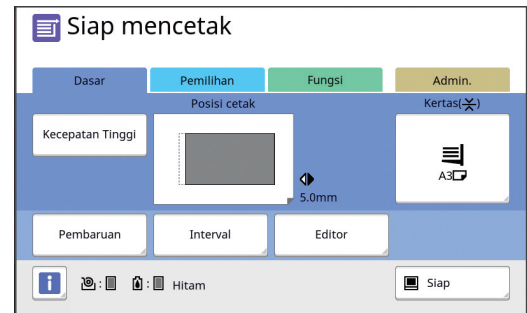 Siap mencetak
Dasar
Pemilihan
Fungsi
Admin.
Posisi cetak
Kertas( )
Kecepatan Tinggi
A3
5.0mm
Pembaruan
Interval
Editor
i
:
:
Hitam
Siap